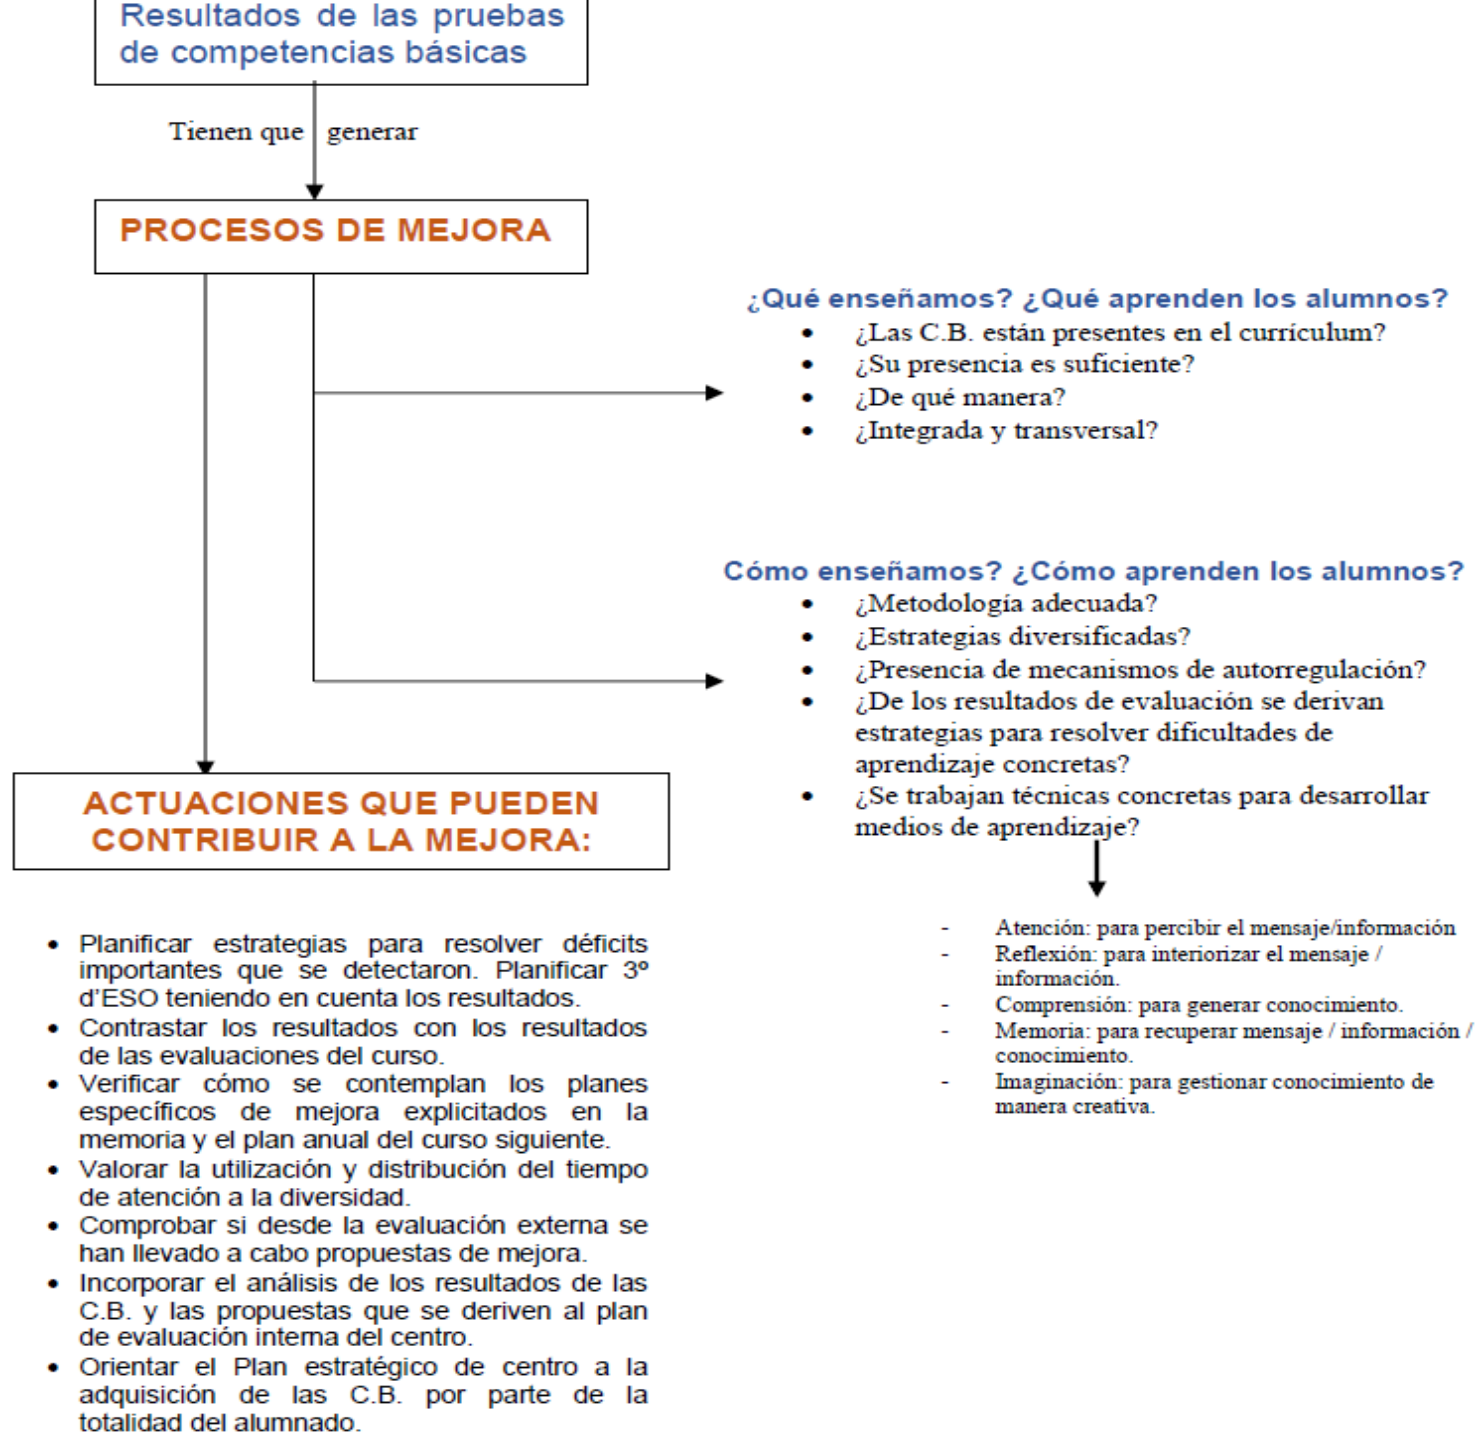 Resultados de las pruebas
de competencias básicas
Tienen que generar
PROCESOS DE MEJORA
¿Qué enseñamos? ¿Qué aprenden los alumnos?
• ¿Las C.B. están presentes en el currículum?
• ¿Su presencia es suficiente?
• ¿De qué manera?
• ¿Integrada y transversal?
Cómo enseñamos? ¿Cómo aprenden los alumnos?
• ¿Metodología adecuada?
• ¿Estrategias diversificadas?
• ¿Presencia de mecanismos de autorregulación?
• ¿De los resultados de evaluación se derivan
estrategias para resolver dificultades de
aprendizaje concretas?
• ¿Se trabajan técnicas concretas para desarrollar
medios de aprendizaje?
- Atención: para percibir el mensaje/información
- Reflexión: para interiorizar el mensaje /
información.
- Comprensión: para generar conocimiento.
- Memoria: para recuperar mensaje / información /
conocimiento.
- Imaginación: para gestionar conocimiento de
manera creativa.
ACTUACIONES QUE PUEDEN
CONTRIBUIR A LA MEJORA:
• Planificar estrategias para resolver déficits
importantes que se detectaron. Planificar 3º
d’ESO teniendo en cuenta los resultados.
• Contrastar los resultados con los resultados
de las evaluaciones del curso.
• Verificar cómo se contemplan los planes
específicos de mejora explicitados en la
memoria y el plan anual del curso siguiente.
• Valorar la utilización y distribución del tiempo
de atención a la diversidad.
• Comprobar si desde la evaluación externa se
han llevado a cabo propuestas de mejora.
• Incorporar el análisis de los resultados de las
C.B. y las propuestas que se deriven al plan
de evaluación interna del centro.
• Orientar el Plan estratégico de centro a la
adquisición de las C.B. por parte de la
totalidad del alumnado.